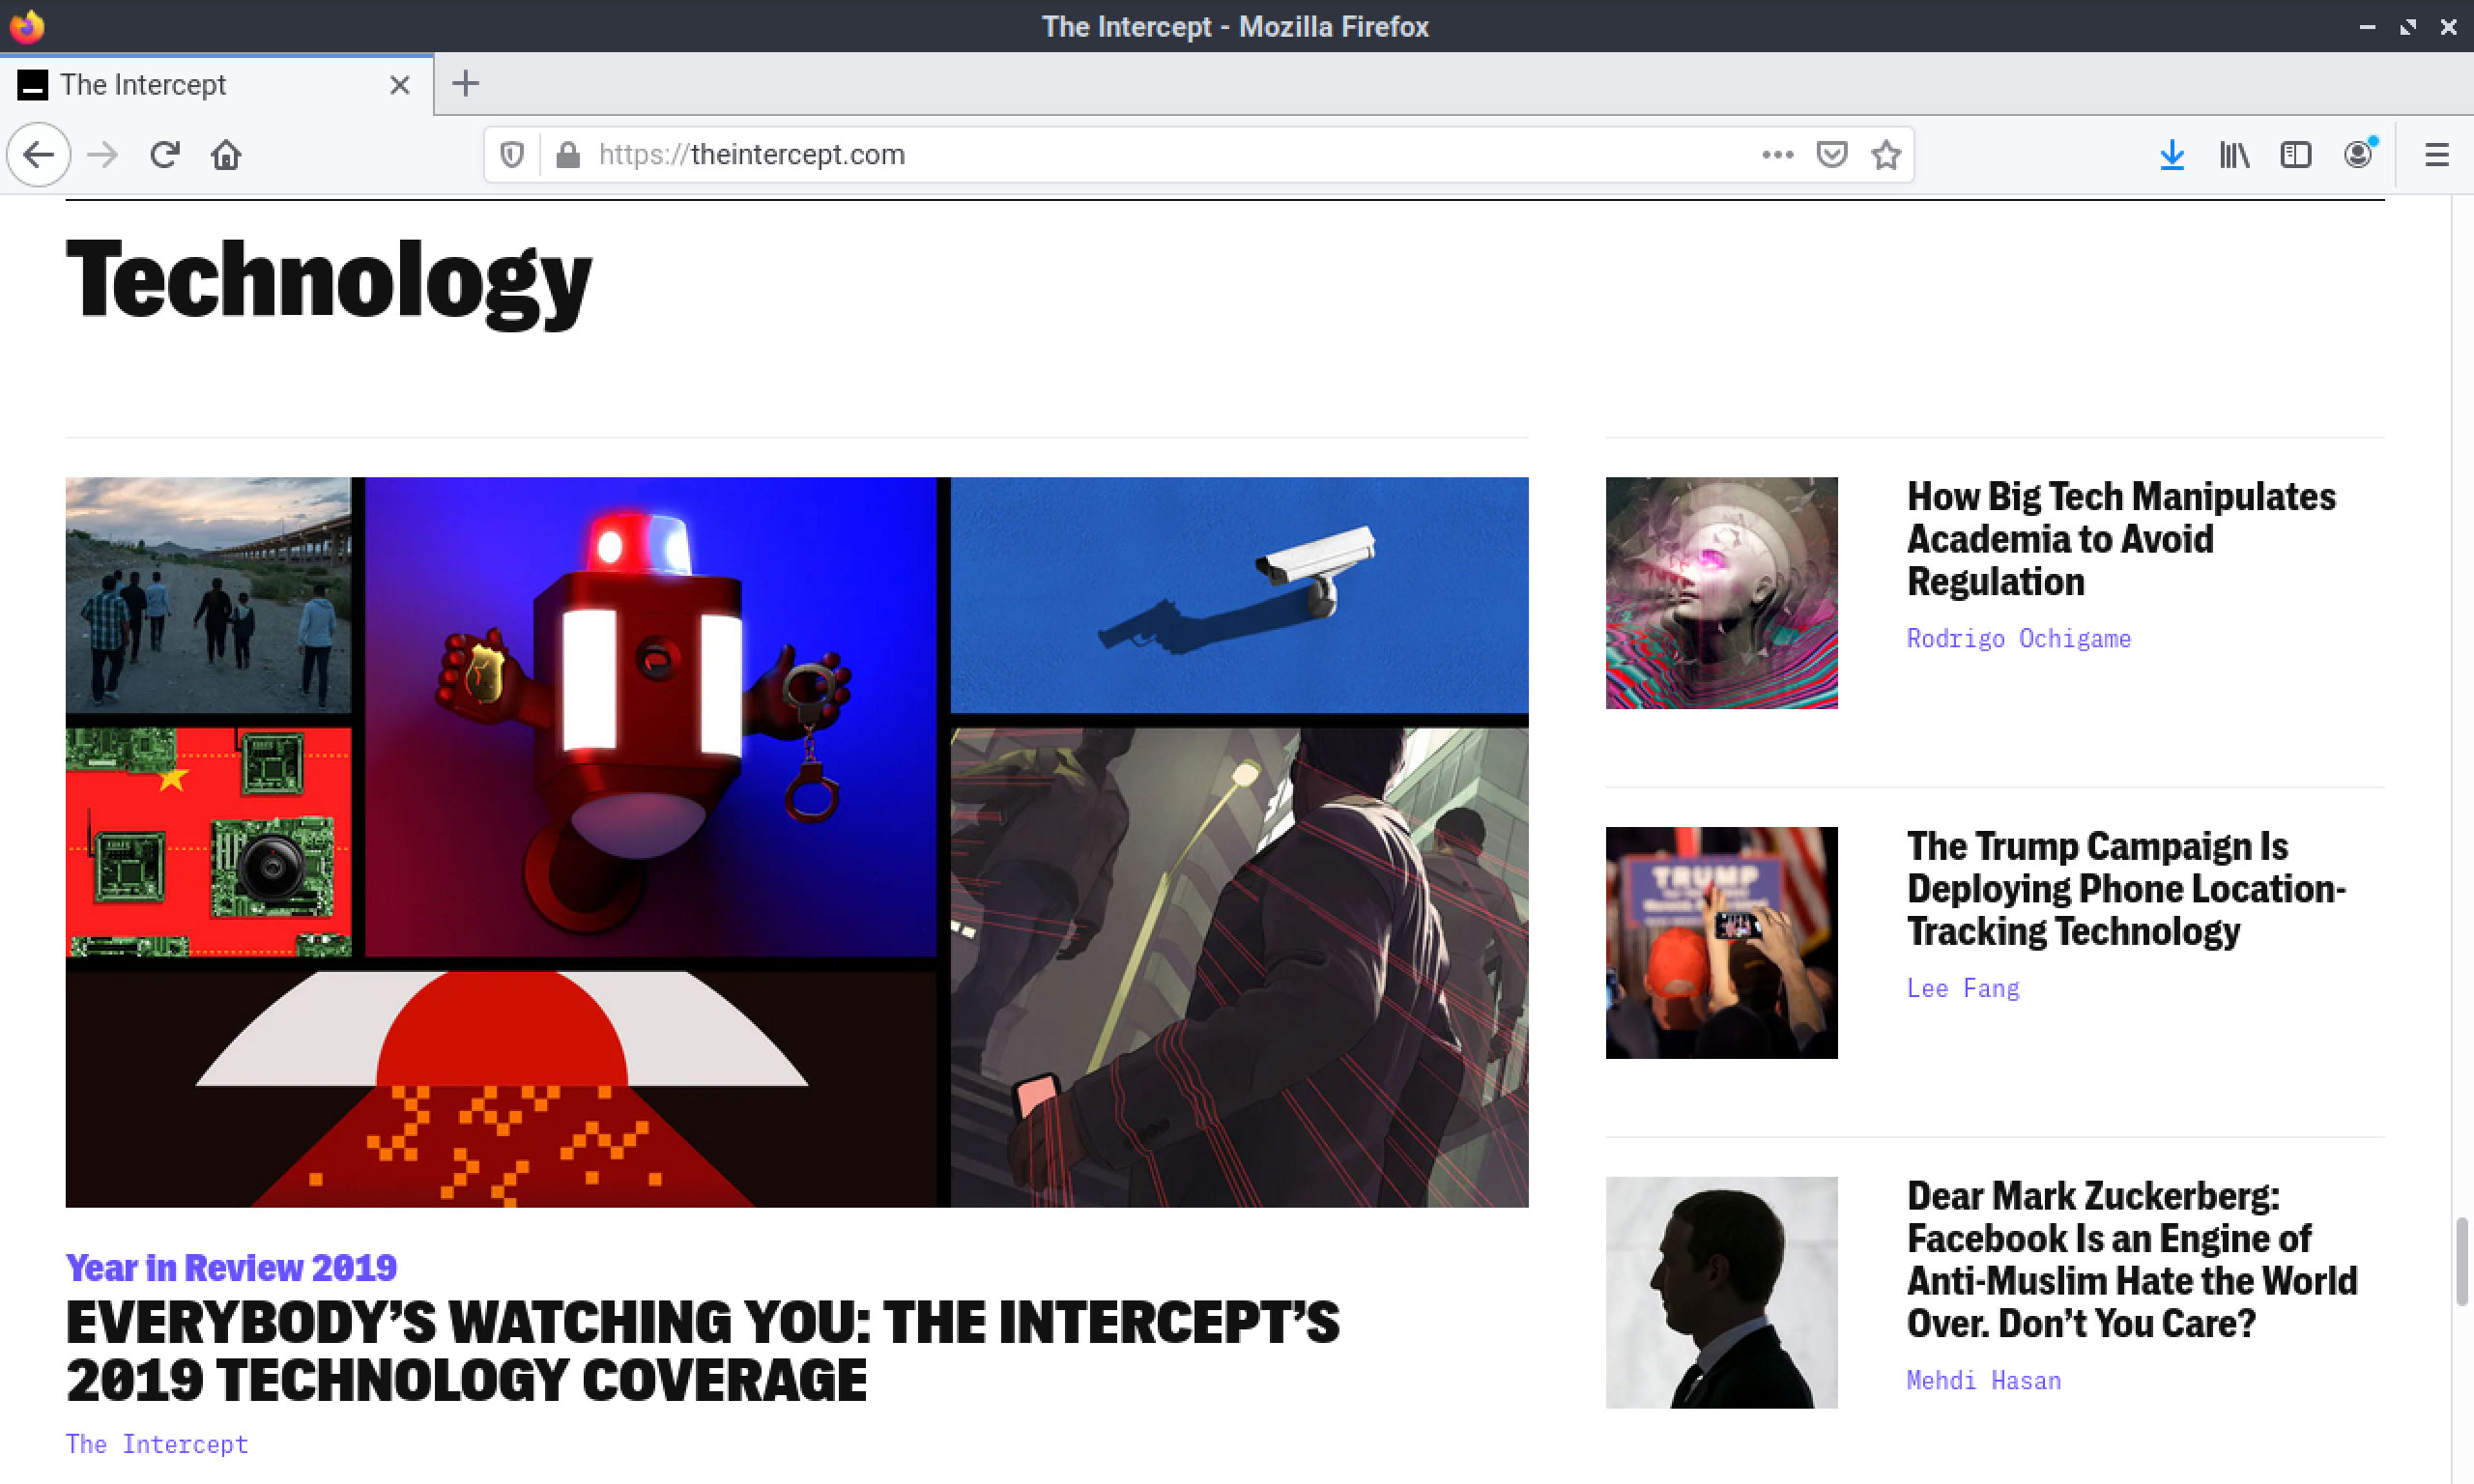 The Intercept - Mozilla Firefox
The Intercept
https://theintercept.com
Technology
How Big Tech Manipulates
Academia to Avoid
Regulation
Rodrigo Ochigame
TRUMP
The Trump Campaign Is
Deploying Phone Location-
Tracking Technology
Lee Fang
Dear Mark Zuckerberg:
Facebook Is an Engine of
Anti-Muslim Hate the World
Over. Don’t You Care?
Mehdi Hasan
Year in Review 2019
EVERYBODY’S WATCHING YOU: THE INTERCEPT’S
2019 TECHNOLOGY COVERAGE
The Intercept